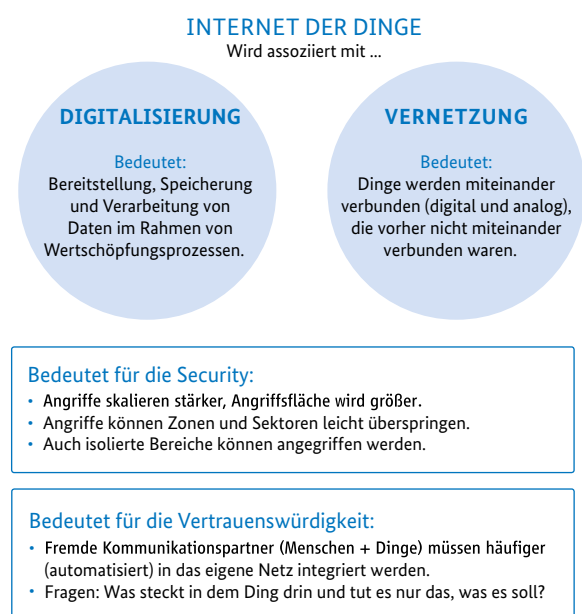 INTERNET DER DINGE
Wird assoziiert mit ...
DIGITALISIERUNG
Bedeutet:
Bereitstellung, Speicherung
und Verarbeitung von
Daten im Rahmen von
Wertschöpfungsprozessen.
VERNETZUNG
Bedeutet:
Dinge werden miteinander
verbunden (digital und analog),
die vorher nicht miteinander
verbunden waren.
Bedeutet für die Security:
• Angriffe skalieren stärker, Angriffsfläche wird größer.
• Angriffe können Zonen und Sektoren leicht überspringen.
• Auch isolierte Bereiche können angegriffen werden.
Bedeutet für die Vertrauenswürdigkeit:
• Fremde Kommunikationspartner (Menschen + Dinge) müssen häufiger
(automatisiert) in das eigene Netz integriert werden.
• Fragen: Was steckt in dem Ding drin und tut es nur das, was es soll?